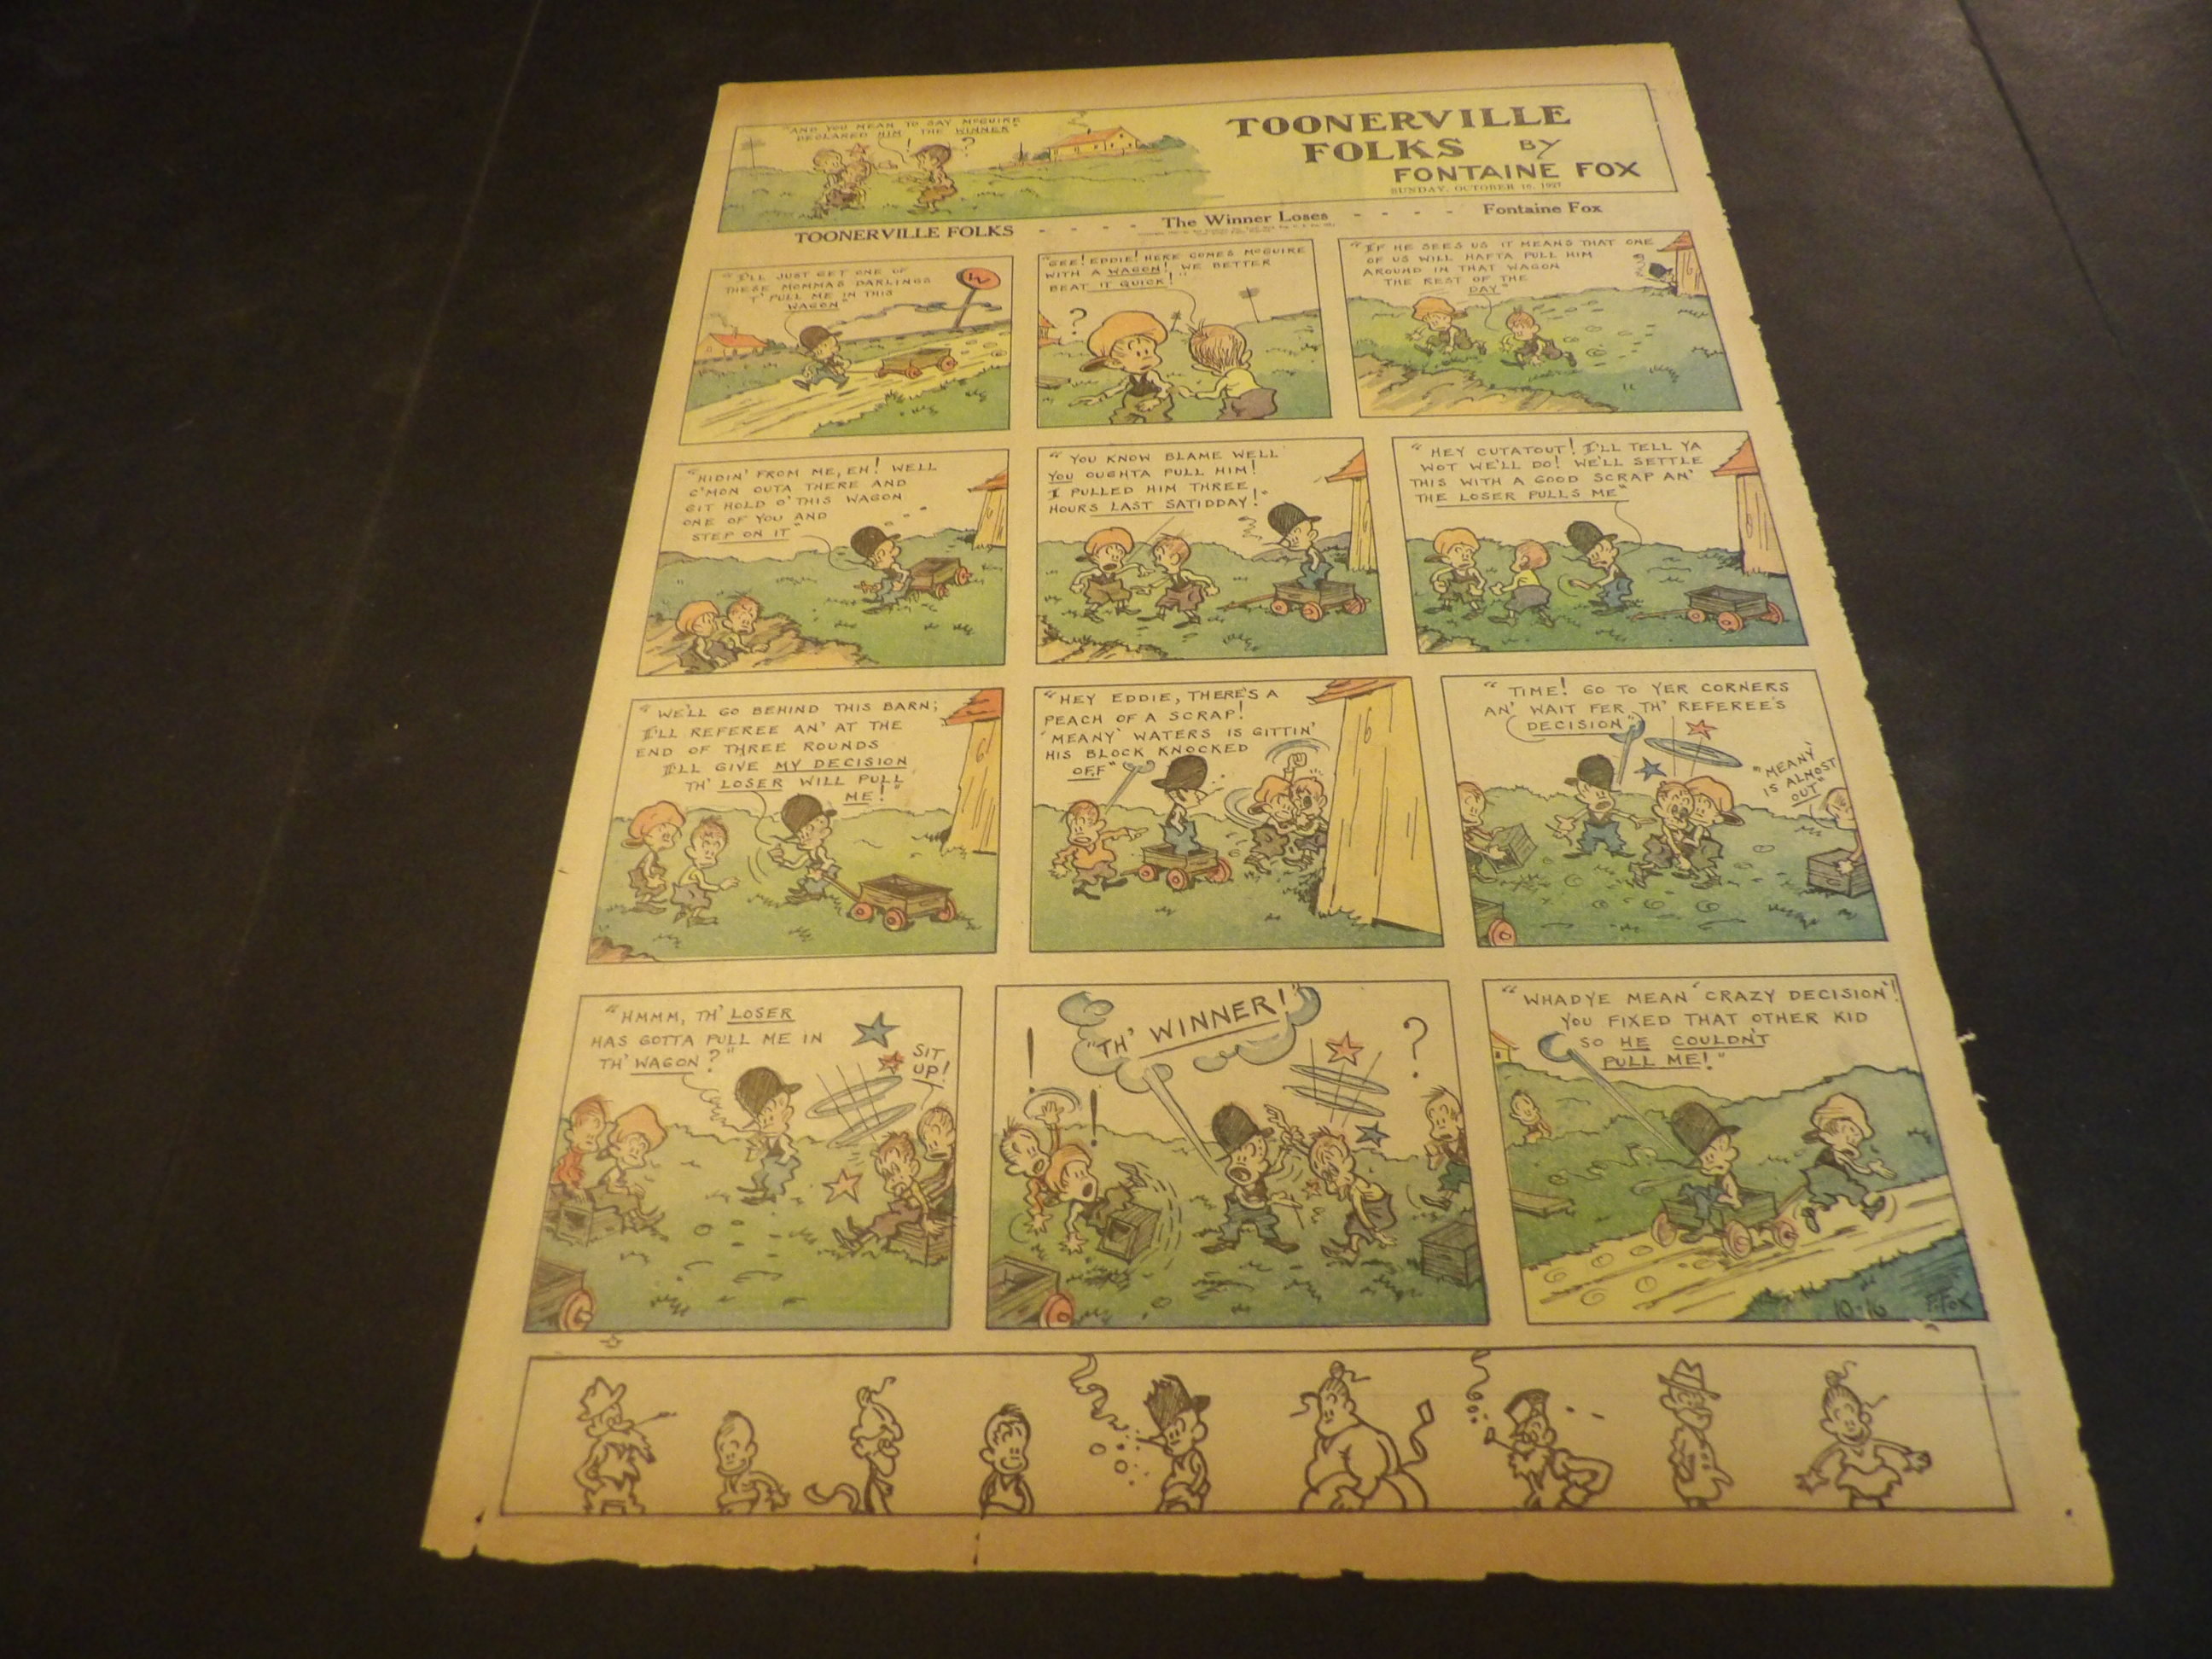 "AND YOU MEAN TO SAY McGUIRE
DECLARED HIM THE WINNER"
! ?
TOONERVILLE
FOLKS BY
FONTAINE FOX
SUNDAY, OCTOBER 16, 1927
TOONERVILLE FOLKS - - - - The Winner Loses - - - - Fontaine Fox
"I'LL JUST GET ONE OF
THESE MOMMAS DARLINGS
T' PULL ME IN THIS
WAGON"
"GEE! EDDIE! HERE COMES McGUIRE
WITH A WAGON! WE BETTER
BEAT IT QUICK!"
?
"IF HE SEES US IT MEANS THAT ONE
OF US WILL HAFTA PULL HIM
AROUND IN THAT WAGON
THE REST OF THE
DAY"
"HIDIN' FROM ME, EH! WELL
C'MON OUTA THERE AND
GIT HOLD O' THIS WAGON
ONE OF YOU AND
STEP ON IT"
"YOU KNOW BLAME WELL
YOU OUGHTA PULL HIM!
I PULLED HIM THREE
HOURS LAST SATIDDAY!"
"HEY CUTATOUT! I'LL TELL YA
WOT WE'LL DO! WE'LL SETTLE
THIS WITH A GOOD SCRAP AN'
THE LOSER PULLS ME"
"WE'LL GO BEHIND THIS BARN;
I'LL REFEREE AN' AT THE
END OF THREE ROUNDS
I'LL GIVE MY DECISION
TH' LOSER WILL PULL
ME!"
"HEY EDDIE, THERE'S A
PEACH OF A SCRAP!
'MEANY' WATERS IS GITTIN'
HIS BLOCK KNOCKED
OFF"
"TIME! GO TO YER CORNERS
AN' WAIT FER TH' REFEREE'S
DECISION"
"'MEANY'
IS ALMOST
OUT"
"HMMM, TH' LOSER
HAS GOTTA PULL ME IN
TH' WAGON?"
SIT
UP!
"TH' WINNER!"
! ! ?
"WHADYE MEAN 'CRAZY DECISION'!
YOU FIXED THAT OTHER KID
SO HE COULDN'T
PULL ME!"
10-16 F. FOX